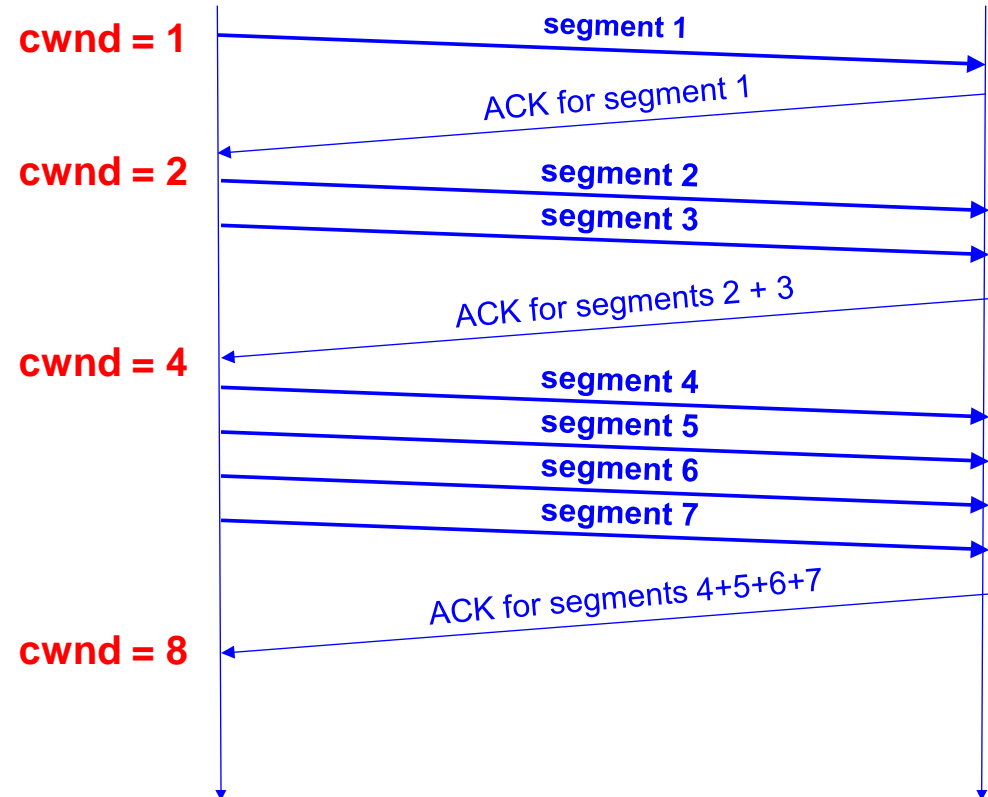 segment 1
cwnd = 1
ACK for segment 1
cwnd = 2
segment 2
segment 3
ACK for segments 2 + 3
cwnd = 4
segment 4
segment 5
segment 6
segment 7
ACK for segments 4+5+6+7
cwnd = 8